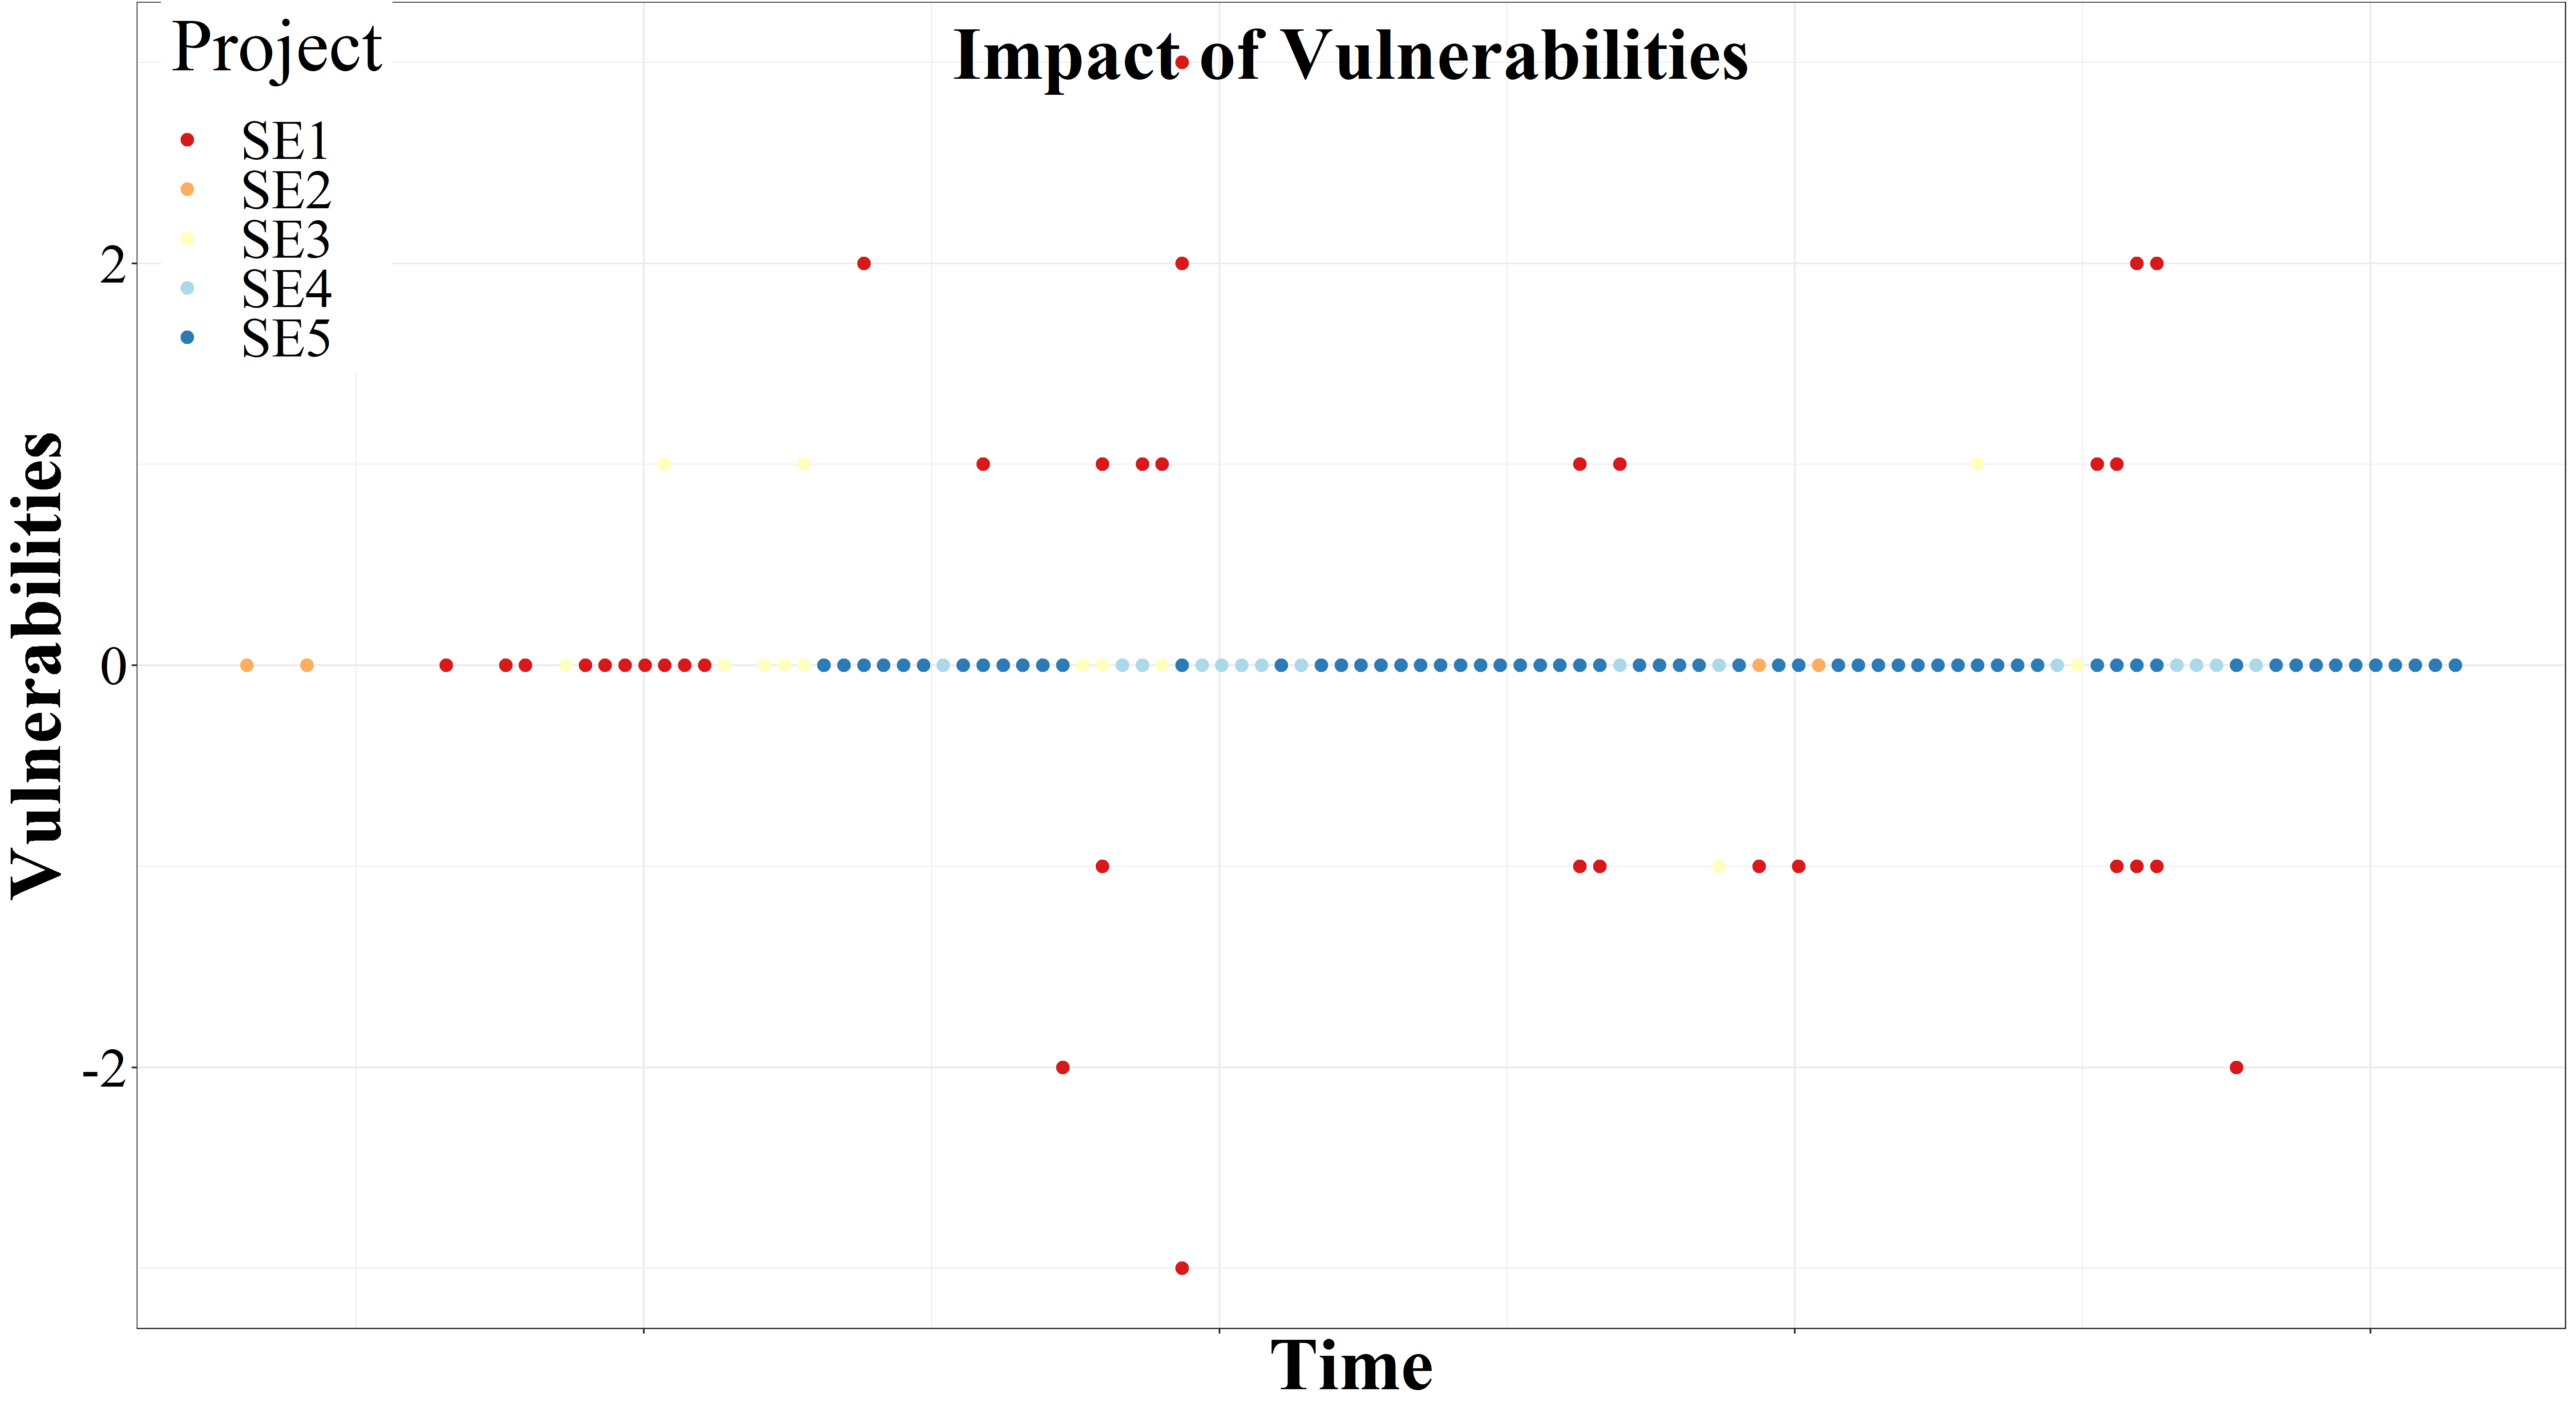 Impact of Vulnerabilities
Project
SE1
SE2
SE3
SE4
SE5
Vulnerabilities
2
0
-2
Time